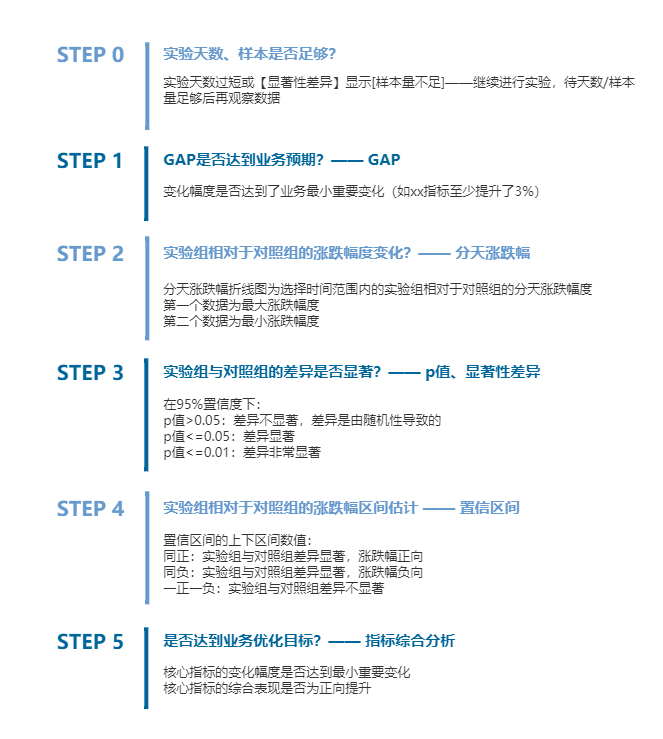 STEP 0
实验天数、样本是否足够？
实验天数过短或【显著性差异】显示[样本量不足]——继续进行实验，待天数/样本
量足够后再观察数据
STEP 1
GAP是否达到业务预期？—— GAP
变化幅度是否达到了业务最小重要变化（如xx指标至少提升了3%）
STEP 2
实验组相对于对照组的涨跌幅度变化？—— 分天涨跌幅
分天涨跌幅折线图为选择时间范围内的实验组相对于对照组的分天涨跌幅度
第一个数据为最大涨跌幅度
第二个数据为最小涨跌幅度
STEP 3
实验组与对照组的差异是否显著？—— p值、显著性差异
在95%置信度下：
p值>0.05：差异不显著，差异是由随机性导致的
p值<=0.05：差异显著
p值<=0.01：差异非常显著
STEP 4
实验组相对于对照组的涨跌幅区间估计 —— 置信区间
置信区间的上下区间数值：
同正：实验组与对照组差异显著，涨跌幅正向
同负：实验组与对照组差异显著，涨跌幅负向
一正一负：实验组与对照组差异不显著
STEP 5
是否达到业务优化目标？—— 指标综合分析
核心指标的变化幅度是否达到最小重要变化
核心指标的综合表现是否为正向提升